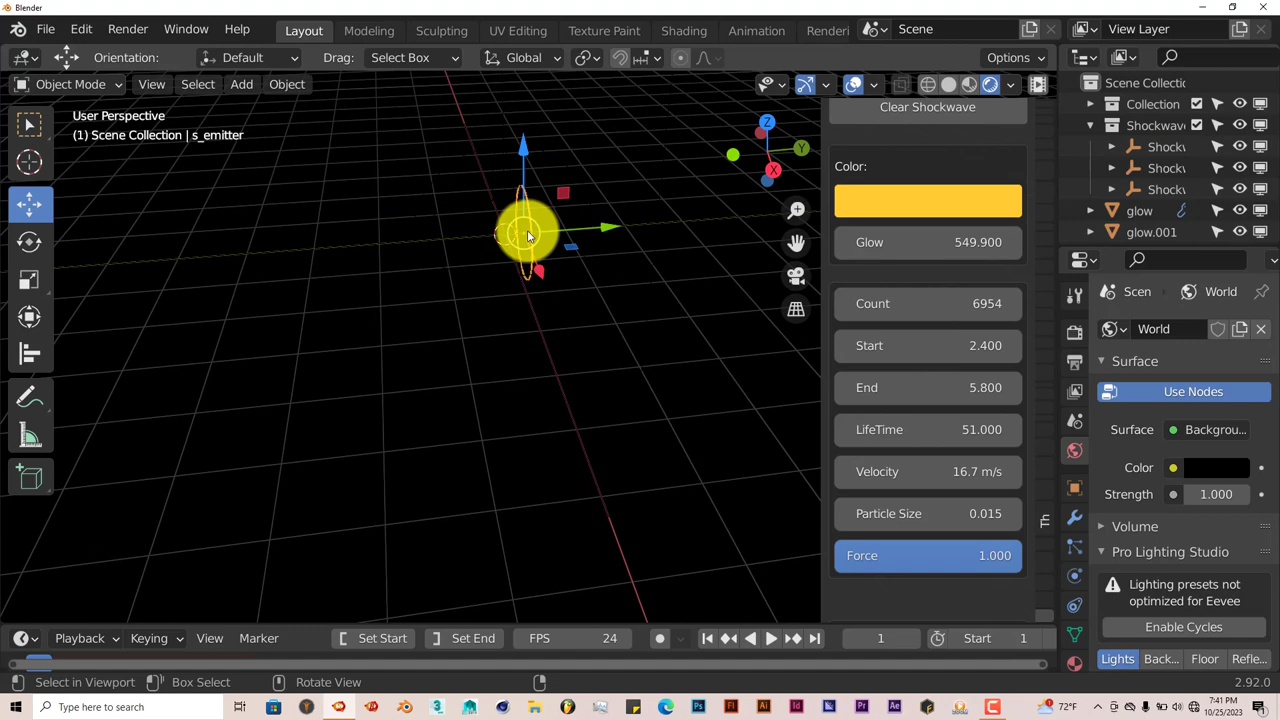 Blender
File Edit Render Window Help Layout Modeling Sculpting UV Editing Texture Paint Shading Animation Renderi Scene View Layer
Orientation: Default Drag: Select Box Global Options
Object Mode View Select Add Object
User Perspective
(1) Scene Collection | s_emitter
Z
Y
X
Clear Shockwave
Color:
Glow 549.900
Count 6954
Start 2.400
End 5.800
LifeTime 51.000
Velocity 16.7 m/s
Particle Size 0.015
Force 1.000
Th
Scene Collectic
Collection
Shockwave
Shockv
Shockv
Shockv
glow
glow.001
Scen World
World
Surface
Use Nodes
Surface Backgrou...
Color
Strength 1.000
Volume
Pro Lighting Studio
Lighting presets not
optimized for Eevee
Enable Cycles
Lights Back... Floor Refle...
Playback Keying View Marker Set Start Set End FPS 24 1 Start 1
Select in Viewport Box Select Rotate View 2.92.0
Type here to search
72°F
7:41 PM
10/25/2023